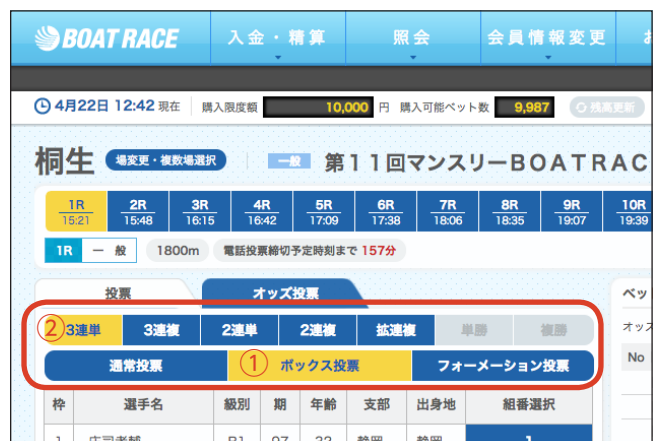 BOAT RACE 入金・精算 照会 会員情報変更
4月22日 12:42 現在 購入限度額 10,000 円 購入可能ベット数 9,987 残高更新
桐生 場変更・複数場選択 一般 第11回マンスリーBOATRAC
1R 2R 3R 4R 5R 6R 7R 8R 9R 10R
15:21 15:48 16:15 16:42 17:09 17:38 18:06 18:35 19:07 19:39
1R 一般 1800m 電話投票締切予定時刻まで 157分
投票 オッズ投票 ベッ
②3連単 3連複 2連単 2連複 拡連複 単勝 複勝 オッズ
通常投票 ① ボックス投票 フォーメーション投票 No
枠 選手名 級別 期 年齢 支部 出身地 組番選択